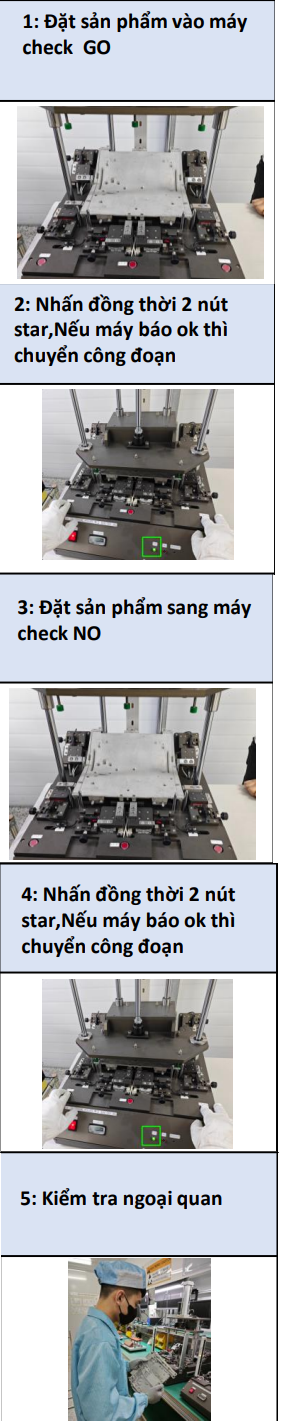 1: Đặt sản phẩm vào máy
check GO
2: Nhấn đồng thời 2 nút
star,Nếu máy báo ok thì
chuyển công đoạn
3: Đặt sản phẩm sang máy
check NO
4: Nhấn đồng thời 2 nút
star,Nếu máy báo ok thì
chuyển công đoạn
5: Kiểm tra ngoại quan